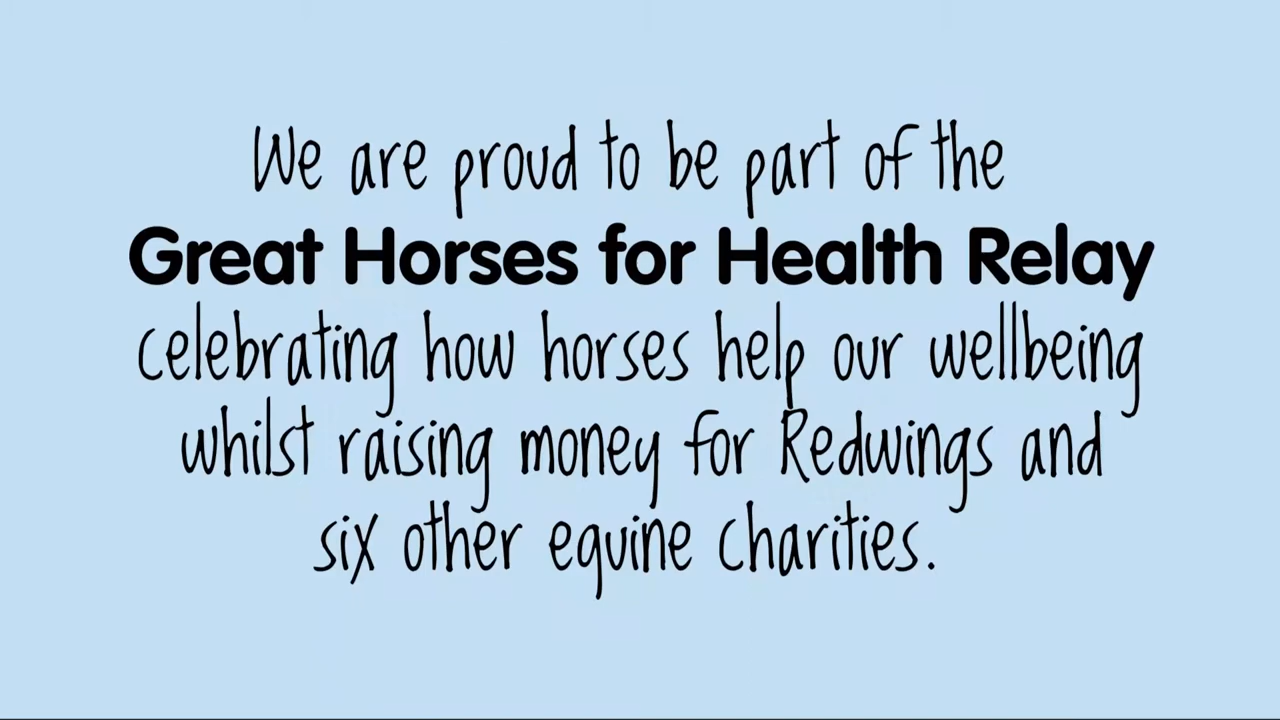 We are proud to be part of the
Great Horses for Health Relay
celebrating how horses help our wellbeing
whilst raising money for Redwings and
six other equine charities.